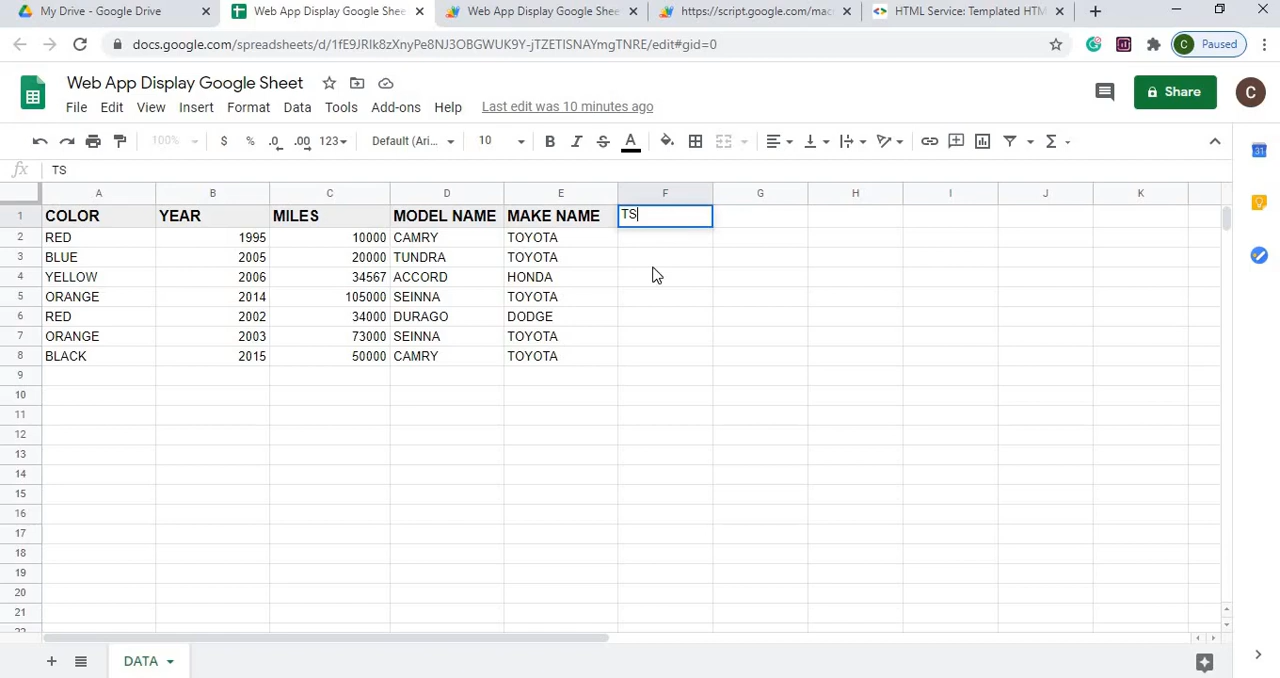 My Drive - Google Drive
Web App Display Google Shee
Web App Display Google Shee
https://script.google.com/mac
HTML Service: Templated HTM
docs.google.com/spreadsheets/d/1fE9JRlk8zXnyPe8NJ3OBGWUK9Y-jTZETISNAYmgTNRE/edit#gid=0
C Paused
Web App Display Google Sheet
File Edit View Insert Format Data Tools Add-ons Help Last edit was 10 minutes ago
Share
C
100% $ % .0 .00 123 Default (Ari... 10 B I S A Σ
31
fx TS
A B C D E F G H I J K
1 COLOR YEAR MILES MODEL NAME MAKE NAME TS
2 RED 1995 10000 CAMRY TOYOTA
3 BLUE 2005 20000 TUNDRA TOYOTA
4 YELLOW 2006 34567 ACCORD HONDA
5 ORANGE 2014 105000 SEINNA TOYOTA
6 RED 2002 34000 DURAGO DODGE
7 ORANGE 2003 73000 SEINNA TOYOTA
8 BLACK 2015 50000 CAMRY TOYOTA
9
10
11
12
13
14
15
16
17
18
19
20
21
22
DATA